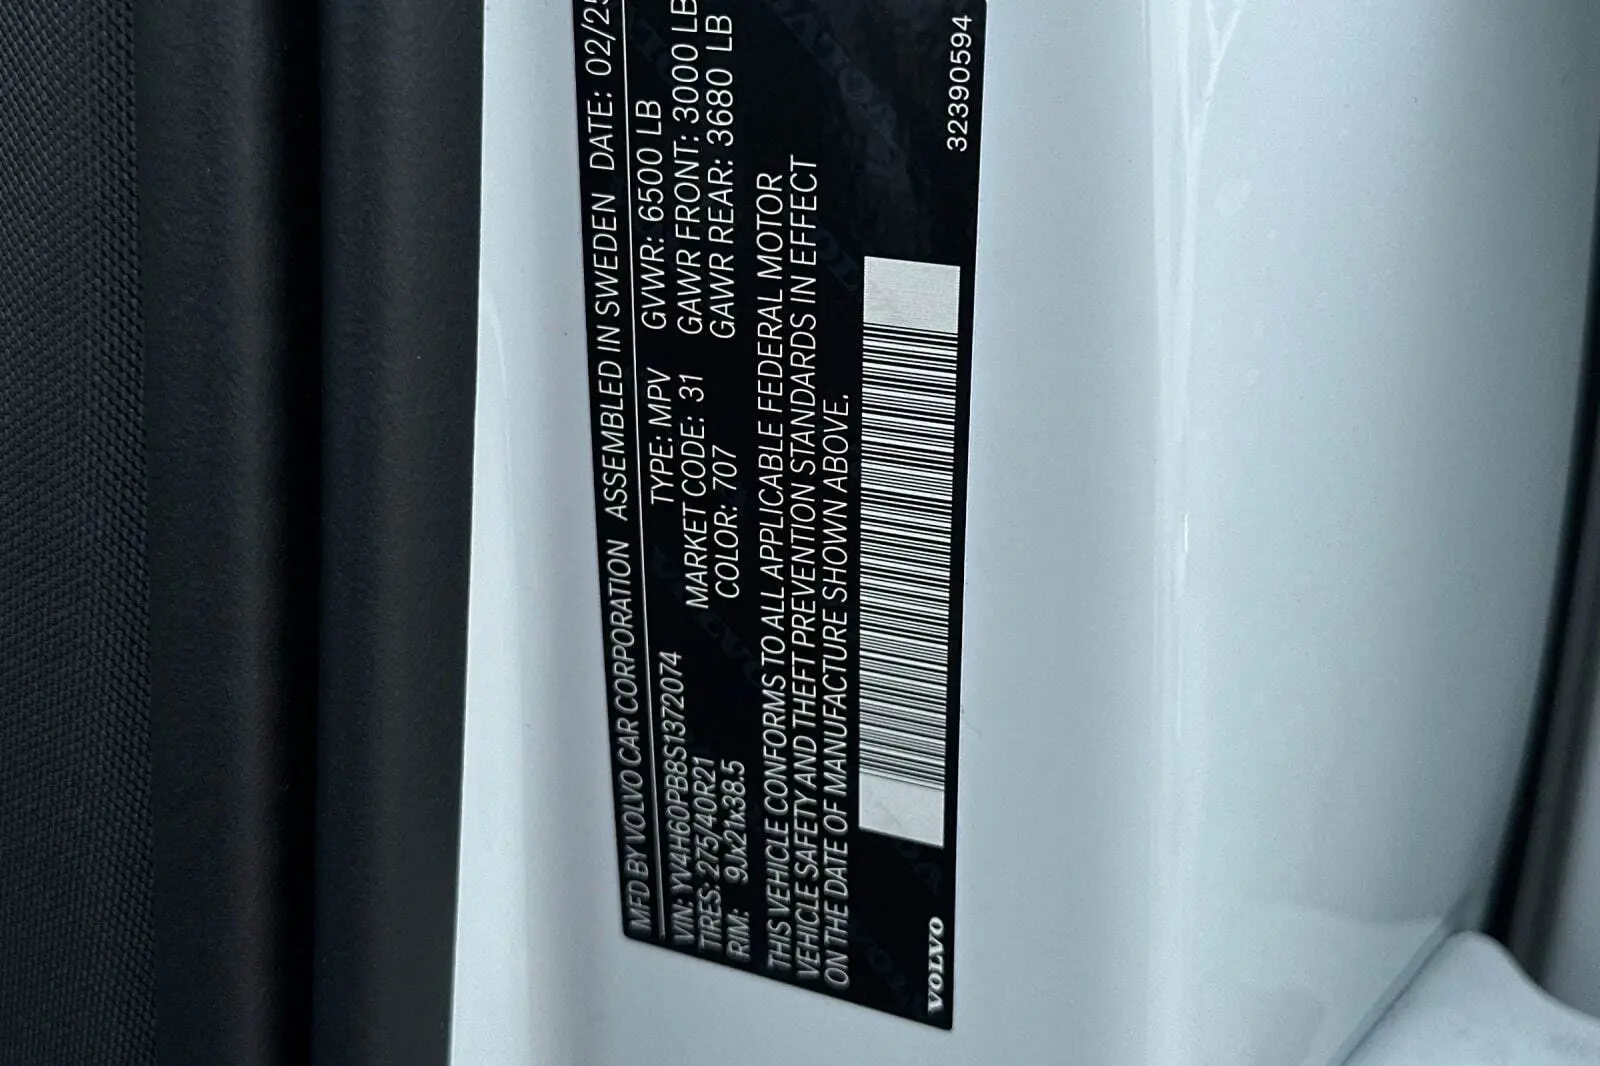 MFD BY VOLVO CAR CORPORATION ASSEMBLED IN SWEDEN DATE: 02/25
VIN: YV4H60PB8S1372074 TYPE: MPV GVWR: 6500 LB
TIRES: 275/40R21 MARKET CODE: 31 GAWR FRONT: 3000 LB
RIM: 9Jx21x38.5 COLOR: 707 GAWR REAR: 3680 LB
THIS VEHICLE CONFORMS TO ALL APPLICABLE FEDERAL MOTOR
VEHICLE SAFETY AND THEFT PREVENTION STANDARDS IN EFFECT
ON THE DATE OF MANUFACTURE SHOWN ABOVE.
VOLVO 32390594